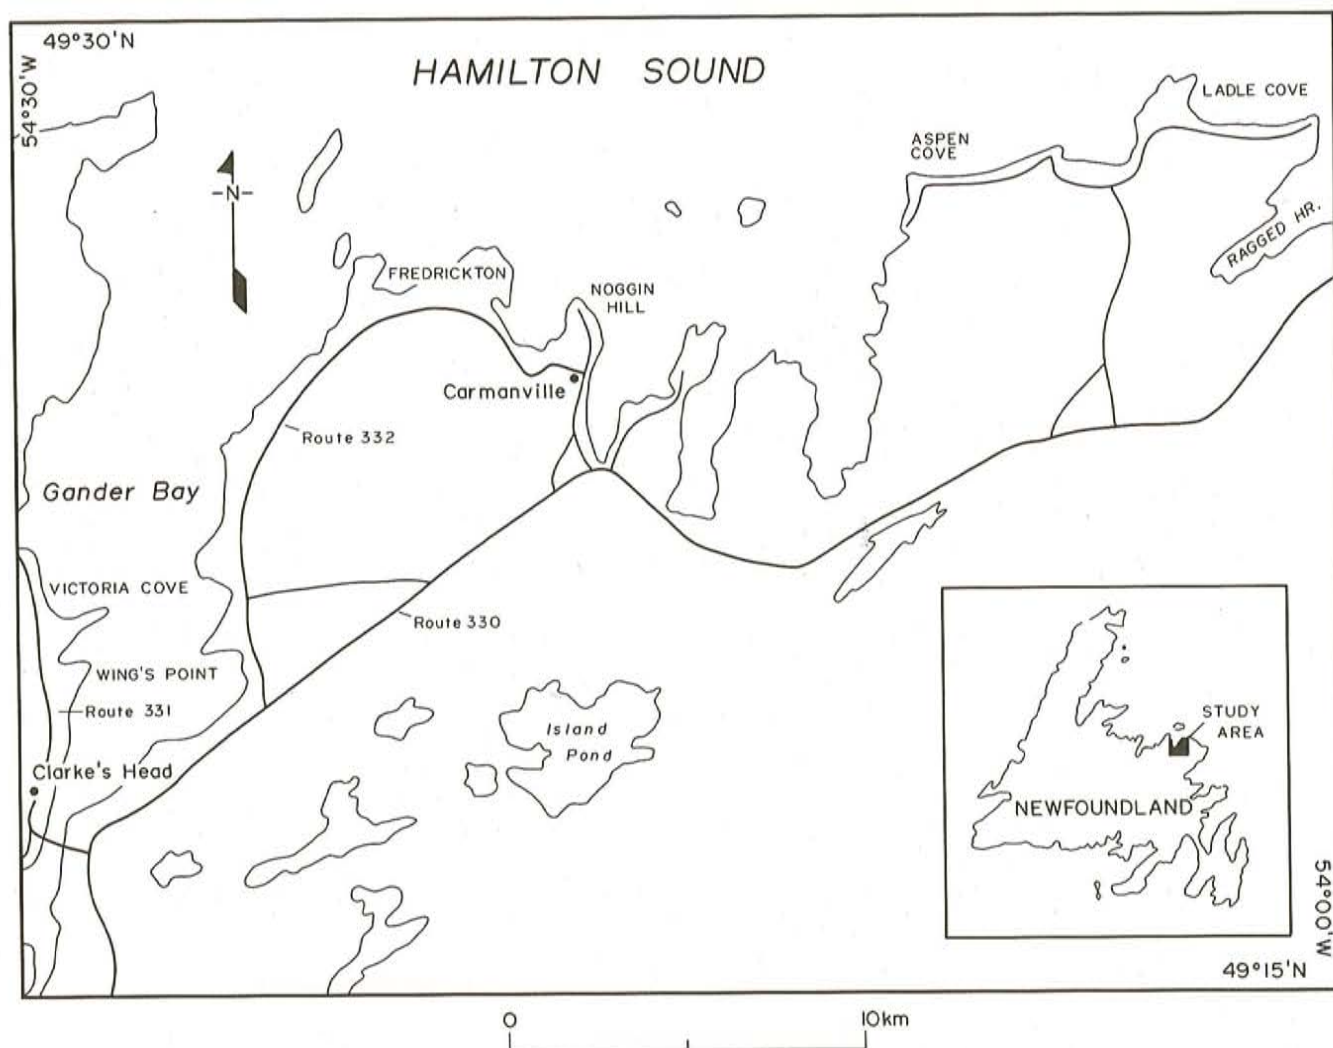 49°30'N
54°30'W
HAMILTON SOUND
LADLE COVE
ASPEN
COVE
-N-
RAGGED HR.
FREDRICKTON
NOGGIN
HILL
Carmanville
Route 332
Gander Bay
VICTORIA COVE
Route 330
WING'S POINT
Route 331
Island
Pond
STUDY
AREA
Clarke's Head
NEWFOUNDLAND
54°00'W
49°15'N
0 10km